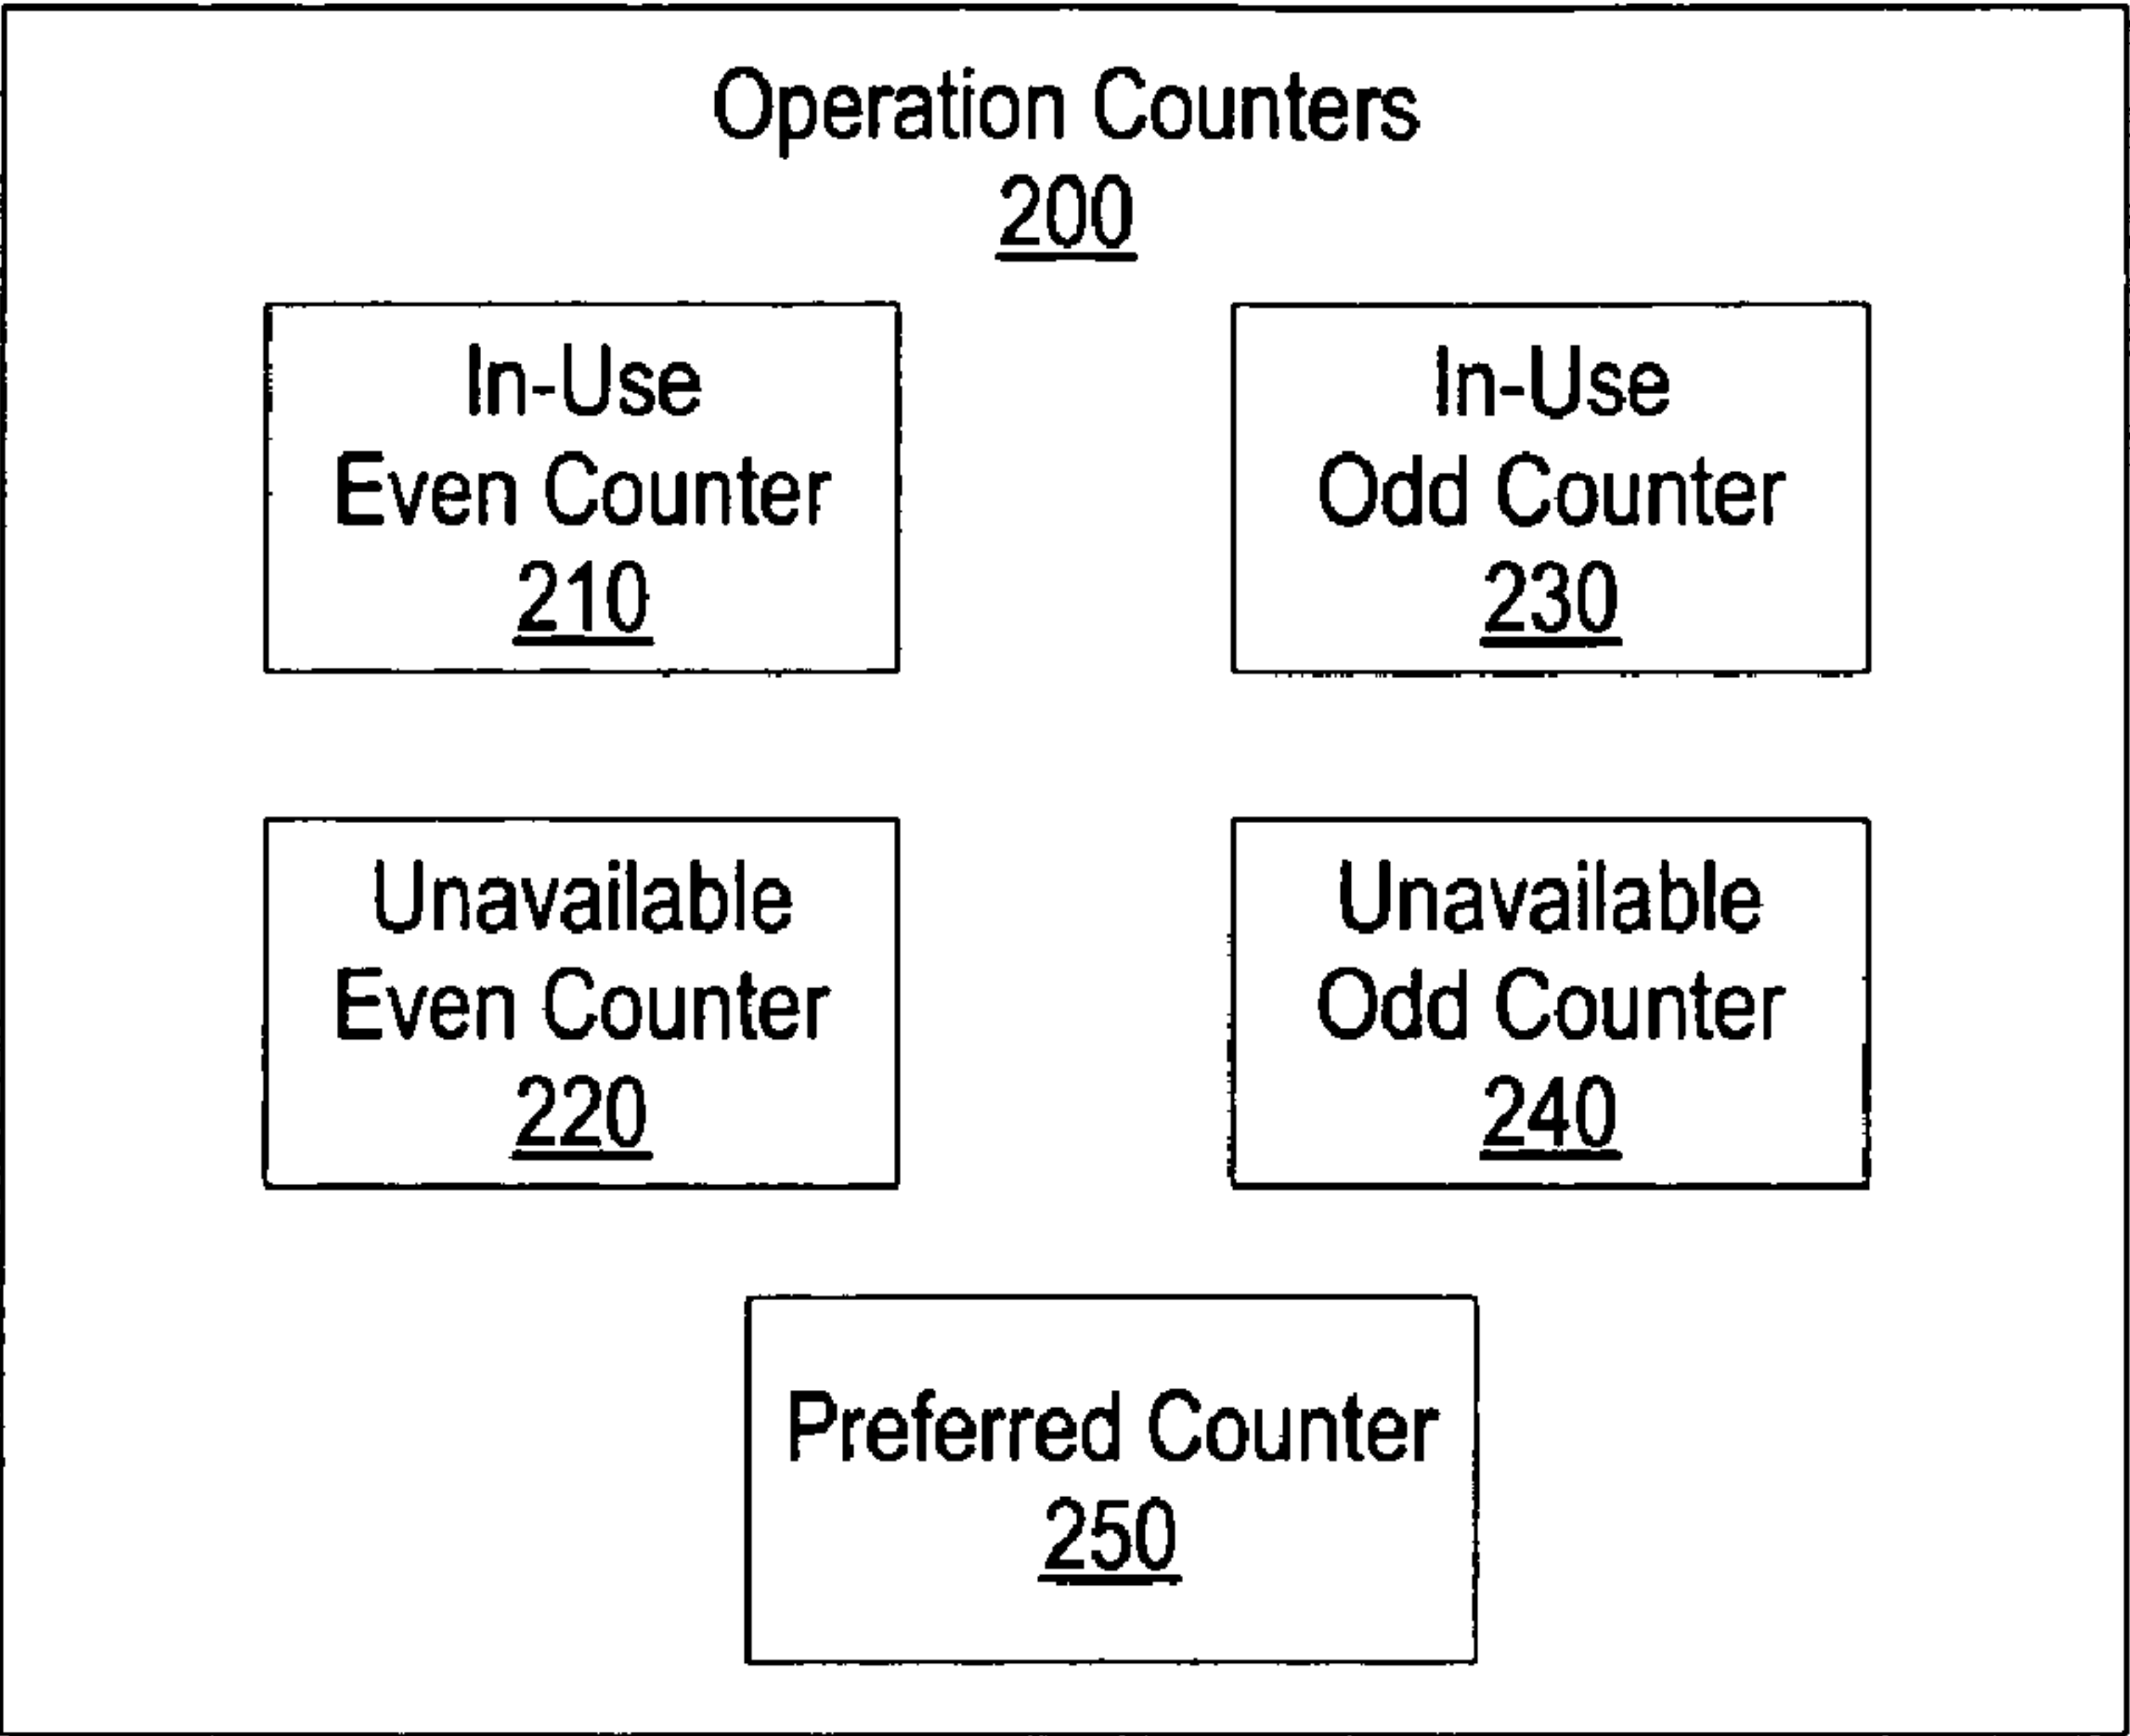 Operation Counters
200
In-Use
Even Counter
210
In-Use
Odd Counter
230
Unavailable
Even Counter
220
Unavailable
Odd Counter
240
Preferred Counter
250